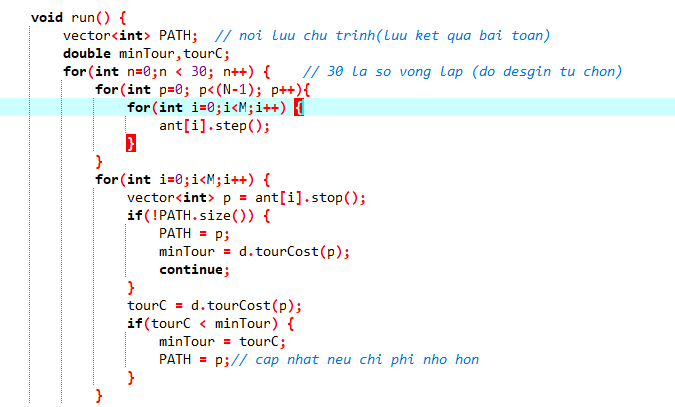 void run() {
vector<int> PATH;  // noi luu chu trinh(luu ket qua bai toan)
double minTour,tourC;
for(int n=0;n < 30; n++) {    // 30 la so vong lap (do desgin tu chon)
for(int p=0; p<(N-1); p++){
for(int i=0;i<M;i++) {
ant[i].step();
}
}
for(int i=0;i<M;i++) {
vector<int> p = ant[i].stop();
if(!PATH.size()) {
PATH = p;
minTour = d.tourCost(p);
continue;
}
tourC = d.tourCost(p);
if(tourC < minTour) {
minTour = tourC;
PATH = p;// cap nhat neu chi phi nho hon
}
}